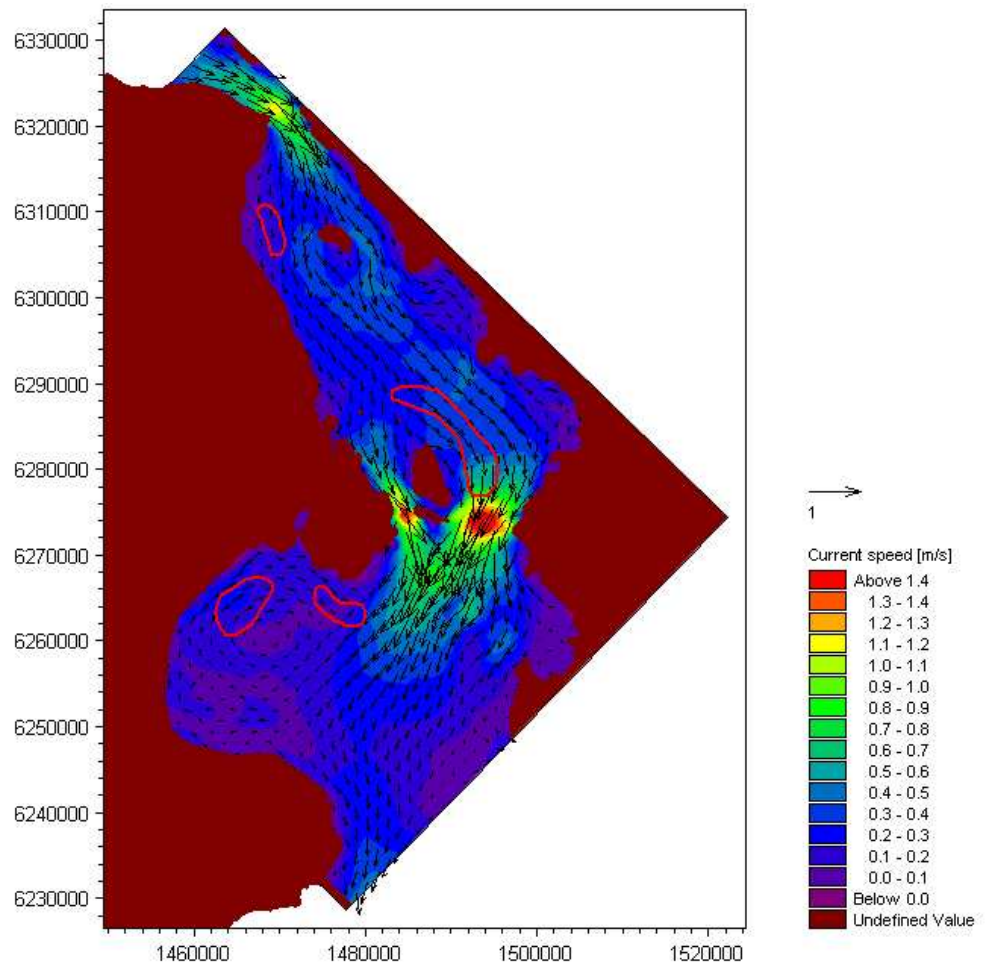 6330000
6320000
6310000
6300000
6290000
6280000
6270000
6260000
6250000
6240000
6230000
1460000 1480000 1500000 1520000
1
Current speed [m/s]
Above 1.4
1.3 - 1.4
1.2 - 1.3
1.1 - 1.2
1.0 - 1.1
0.9 - 1.0
0.8 - 0.9
0.7 - 0.8
0.6 - 0.7
0.5 - 0.6
0.4 - 0.5
0.3 - 0.4
0.2 - 0.3
0.1 - 0.2
0.0 - 0.1
Below 0.0
Undefined Value